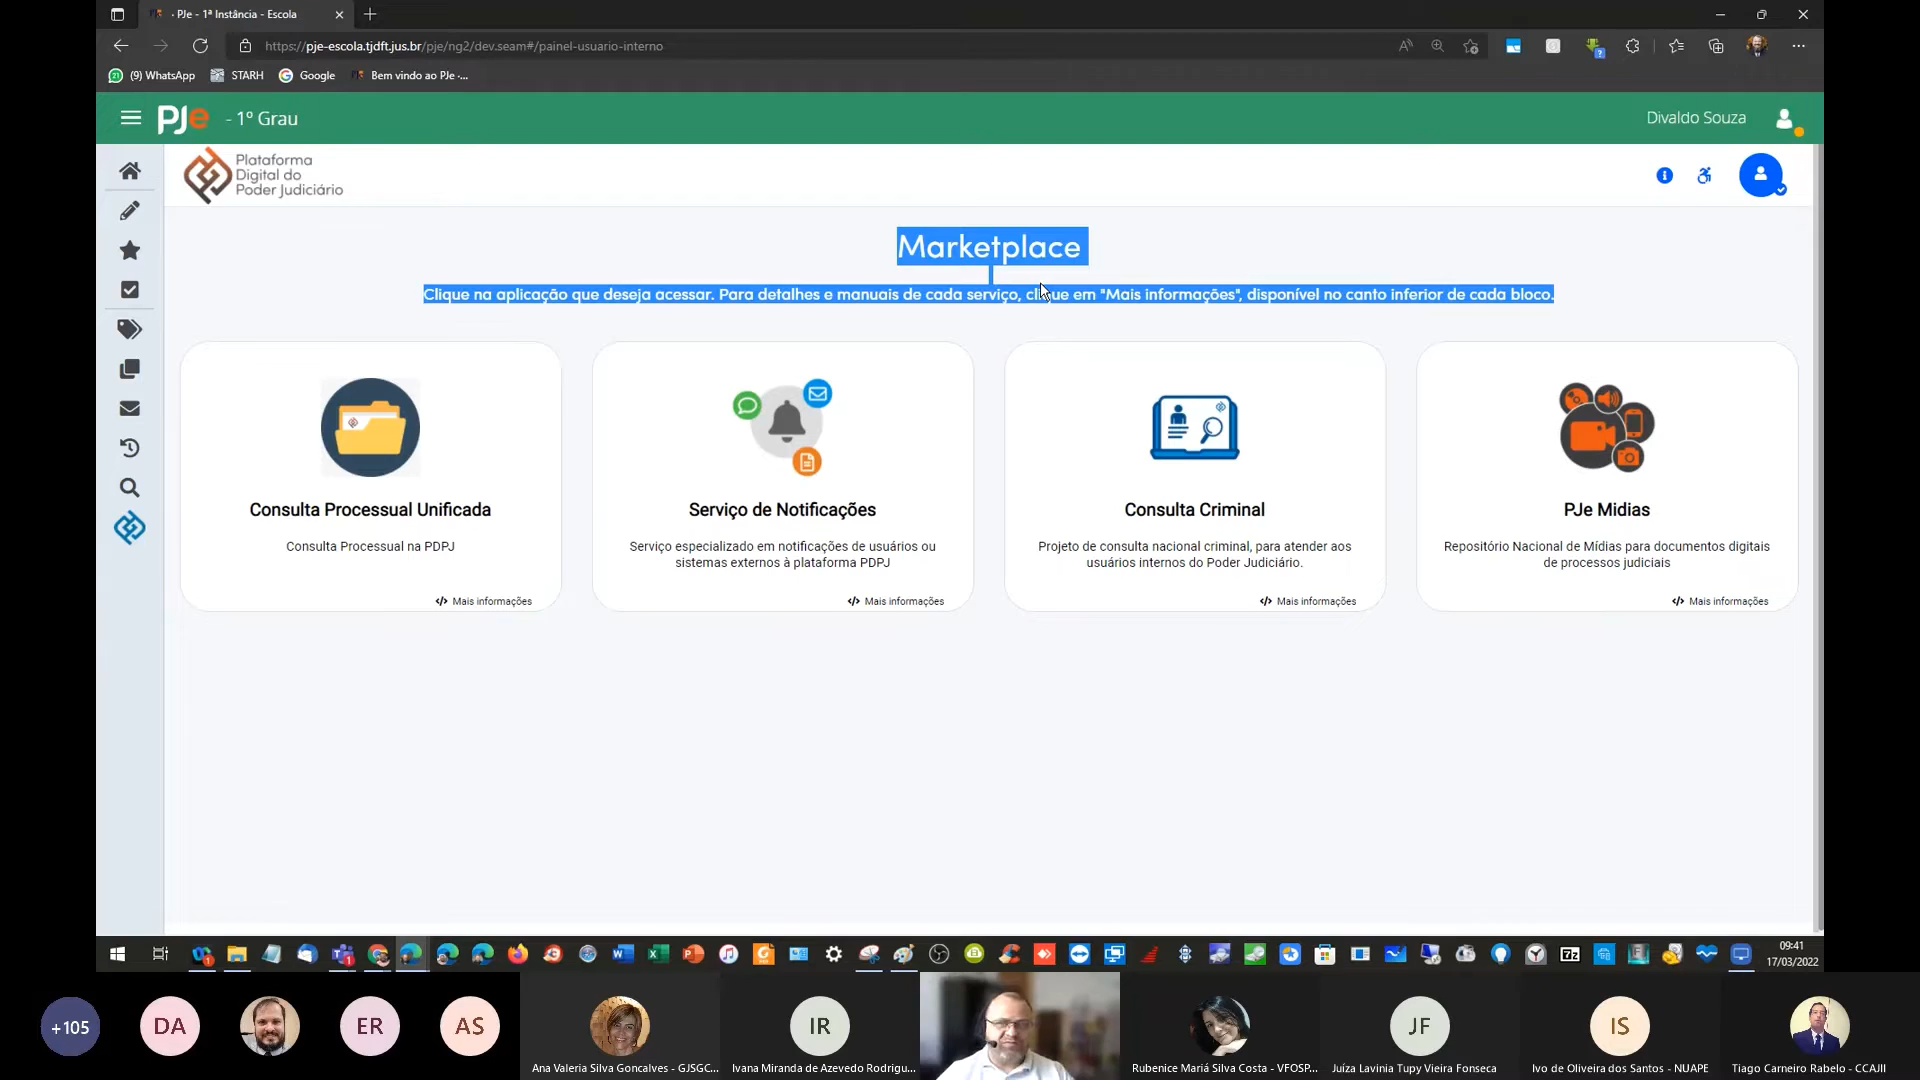 · PJe - 1ª Instância - Escola
https://pje-escola.tjdft.jus.br/pje/ng2/dev.seam#/painel-usuario-interno
(9) WhatsApp
STARH
Google
Bem vindo ao PJe ·...
PJe - 1º Grau
Divaldo Souza
Plataforma
Digital do
Poder Judiciário
Marketplace
Clique na aplicação que deseja acessar. Para detalhes e manuais de cada serviço, clique em "Mais informações", disponível no canto inferior de cada bloco.
Consulta Processual Unificada
Consulta Processual na PDPJ
Mais informações
Serviço de Notificações
Serviço especializado em notificações de usuários ou
sistemas externos à plataforma PDPJ
Mais informações
Consulta Criminal
Projeto de consulta nacional criminal, para atender aos
usuários internos do Poder Judiciário.
Mais informações
PJe Midias
Repositório Nacional de Mídias para documentos digitais
de processos judiciais
Mais informações
09:41
17/03/2022
+105
DA
ER
AS
IR
JF
IS
Ana Valeria Silva Goncalves - GJSGC...
Ivana Miranda de Azevedo Rodrigu...
Rubenice Mariá Silva Costa - VFOSP...
Juíza Lavinia Tupy Vieira Fonseca
Ivo de Oliveira dos Santos - NUAPE
Tiago Carneiro Rabelo - CCAJII